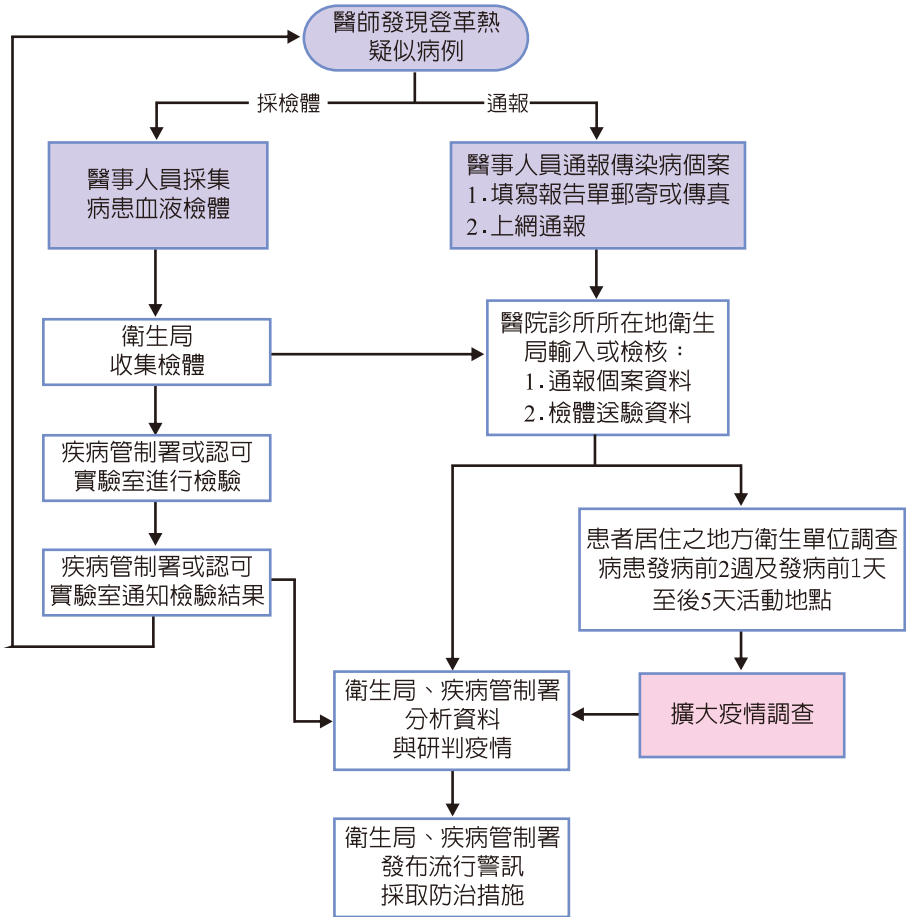 醫師發現登革熱
疑似病例
採檢體
通報
醫事人員採集
病患血液檢體
醫事人員通報傳染病個案
1.填寫報告單郵寄或傳真
2.上網通報
衛生局
收集檢體
醫院診所所在地衛生
局輸入或檢核：
1.通報個案資料
2.檢體送驗資料
疾病管制署或認可
實驗室進行檢驗
疾病管制署或認可
實驗室通知檢驗結果
患者居住之地方衛生單位調查
病患發病前2週及發病前1天
至後5天活動地點
衛生局、疾病管制署
分析資料
與研判疫情
擴大疫情調查
衛生局、疾病管制署
發布流行警訊
採取防治措施